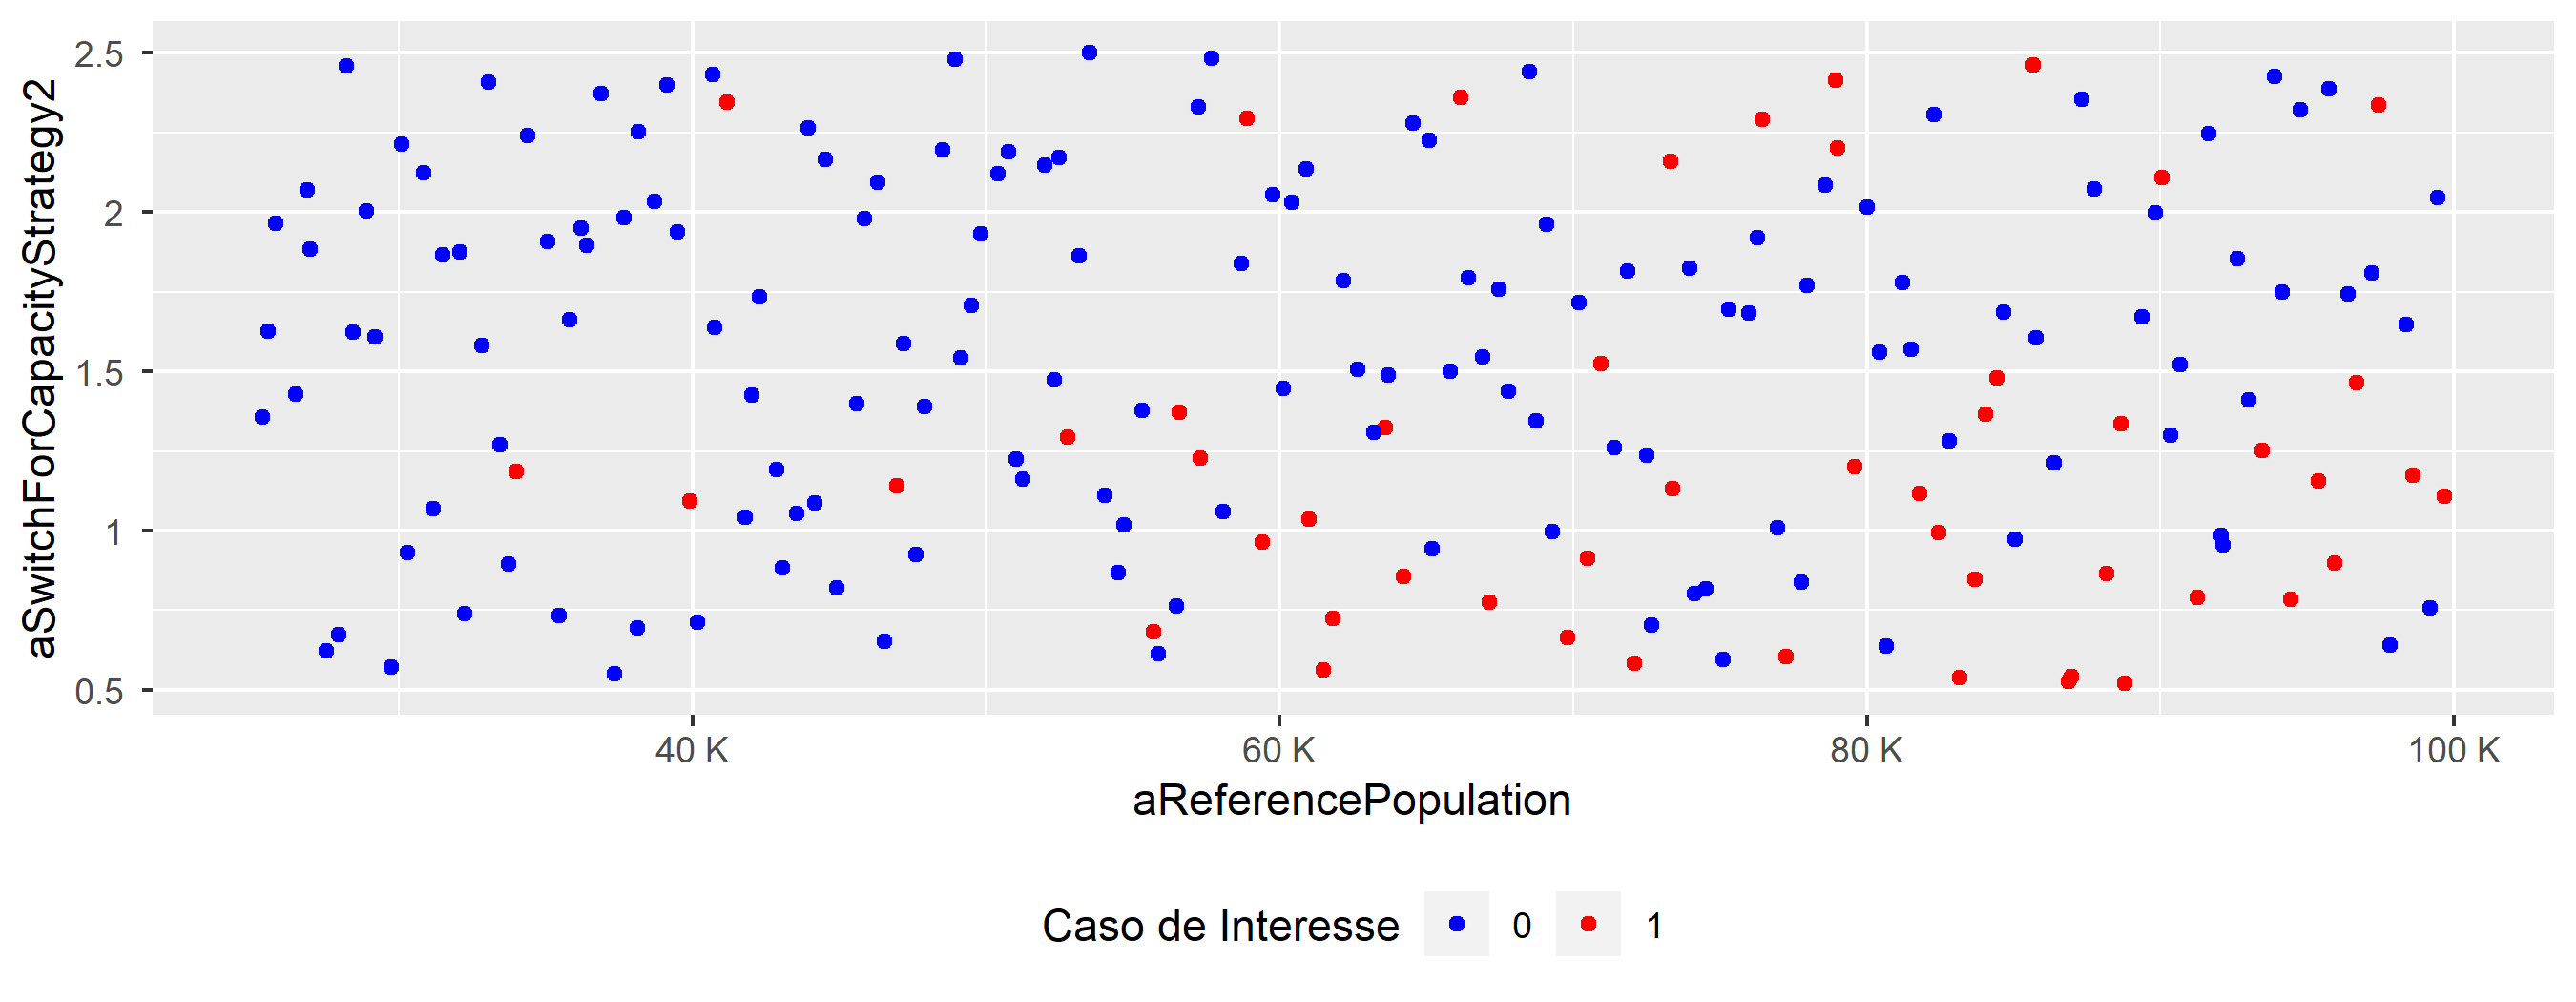 aSwitchForCapacityStrategy2
2.5
2
1.5
1
0.5
40 K 60 K 80 K 100 K
aReferencePopulation
Caso de Interesse 0 1